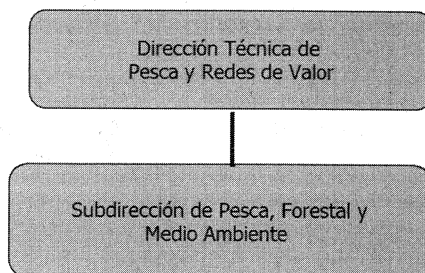 Dirección Técnica de
Pesca y Redes de Valor
Subdirección de Pesca, Forestal y
Medio Ambiente